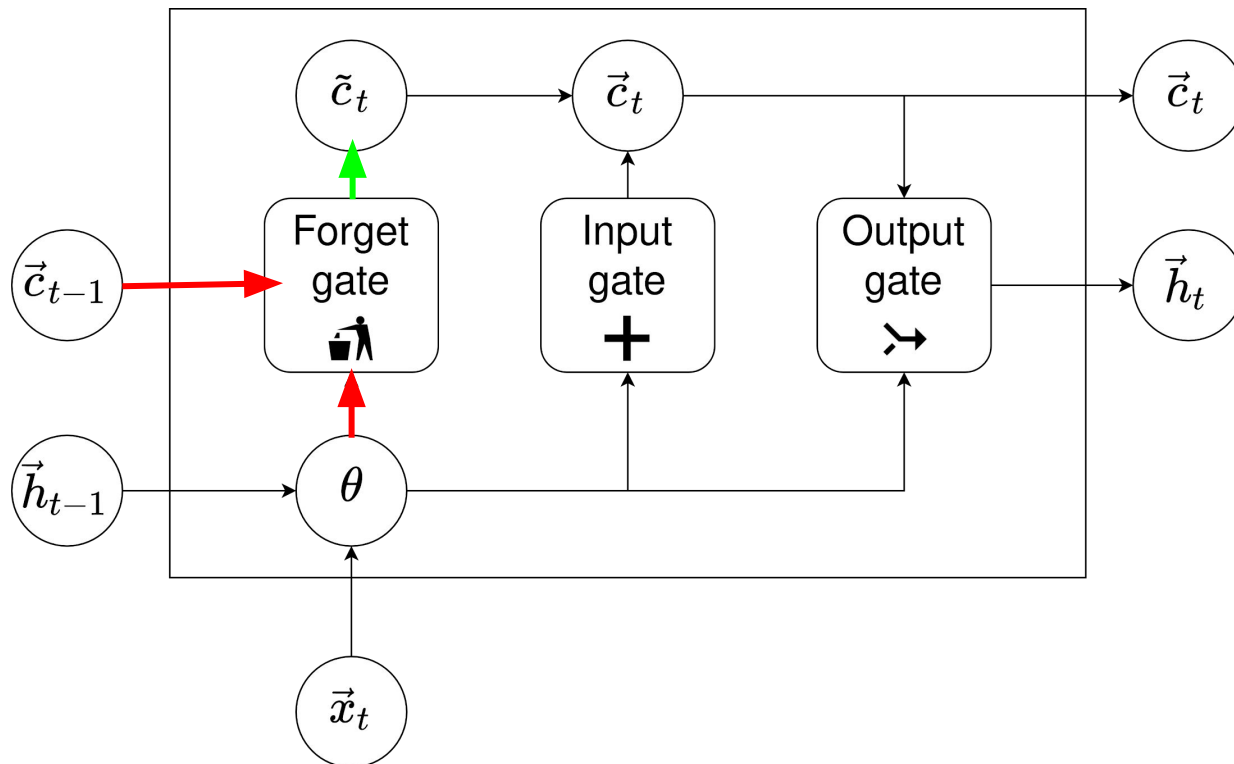 c̃ₜ
c⃗ₜ
c⃗ₜ
Forget
gate
Input
gate
Output
gate
c⃗ₜ₋₁
h⃗ₜ
h⃗ₜ₋₁
θ
x⃗ₜ